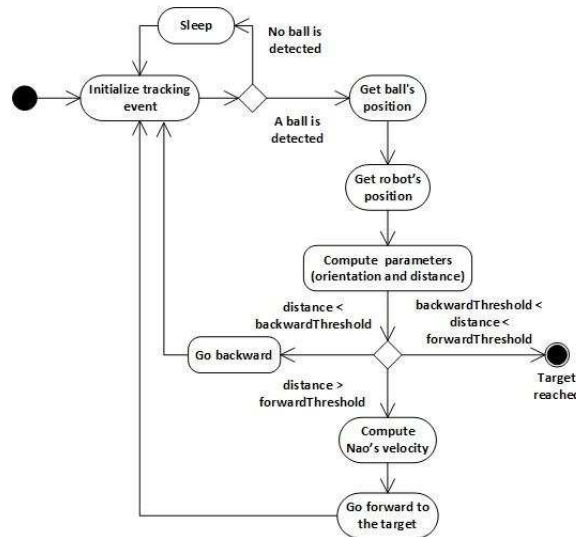 Sleep
No ball is
detected
Initialize tracking
event
Get ball's
position
A ball is
detected
Get robot's
position
Compute parameters
(orientation and distance)
distance <
backwardThreshold
backwardThreshold <
distance <
forwardThreshold
Go backward
Target
reached
distance >
forwardThreshold
Compute
Nao's velocity
Go forward to
the target